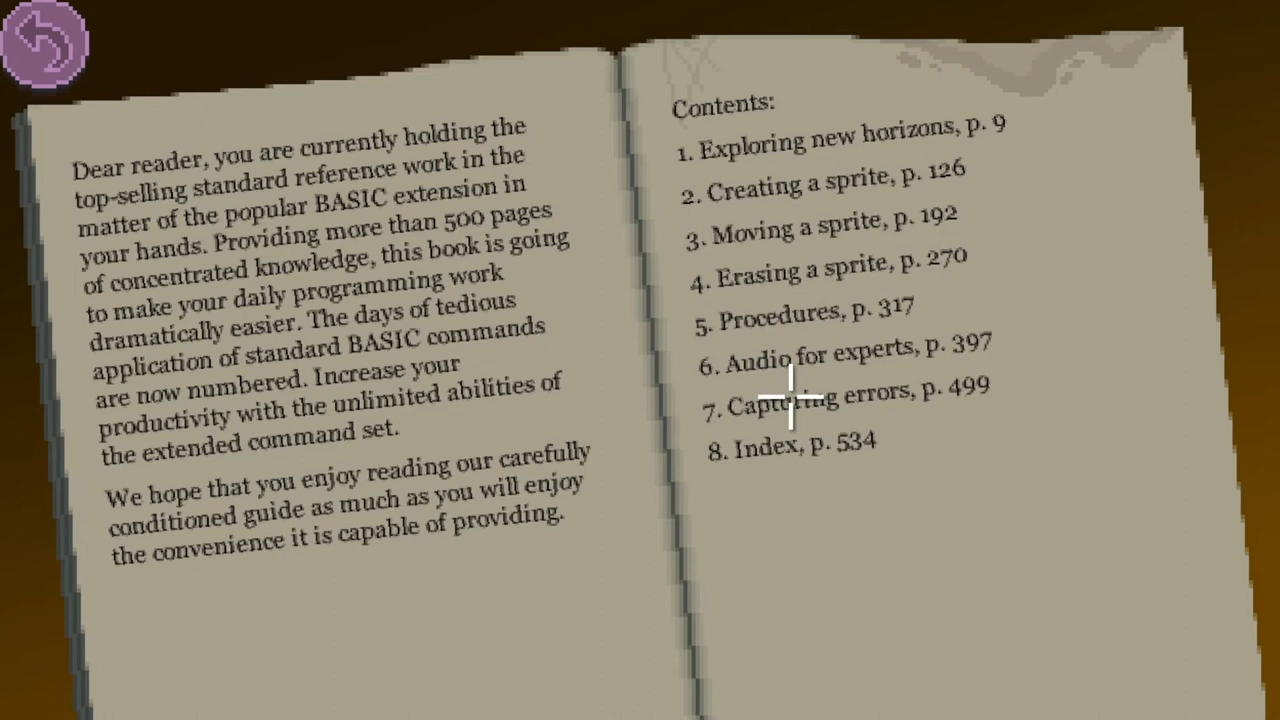 Dear reader, you are currently holding the
top-selling standard reference work in the
matter of the popular BASIC extension in
your hands. Providing more than 500 pages
of concentrated knowledge, this book is going
to make your daily programming work
dramatically easier. The days of tedious
application of standard BASIC commands
are now numbered. Increase your
productivity with the unlimited abilities of
the extended command set.
We hope that you enjoy reading our carefully
conditioned guide as much as you will enjoy
the convenience it is capable of providing.
Contents:
1. Exploring new horizons, p. 9
2. Creating a sprite, p. 126
3. Moving a sprite, p. 192
4. Erasing a sprite, p. 270
5. Procedures, p. 317
6. Audio for experts, p. 397
7. Capturing errors, p. 499
8. Index, p. 534